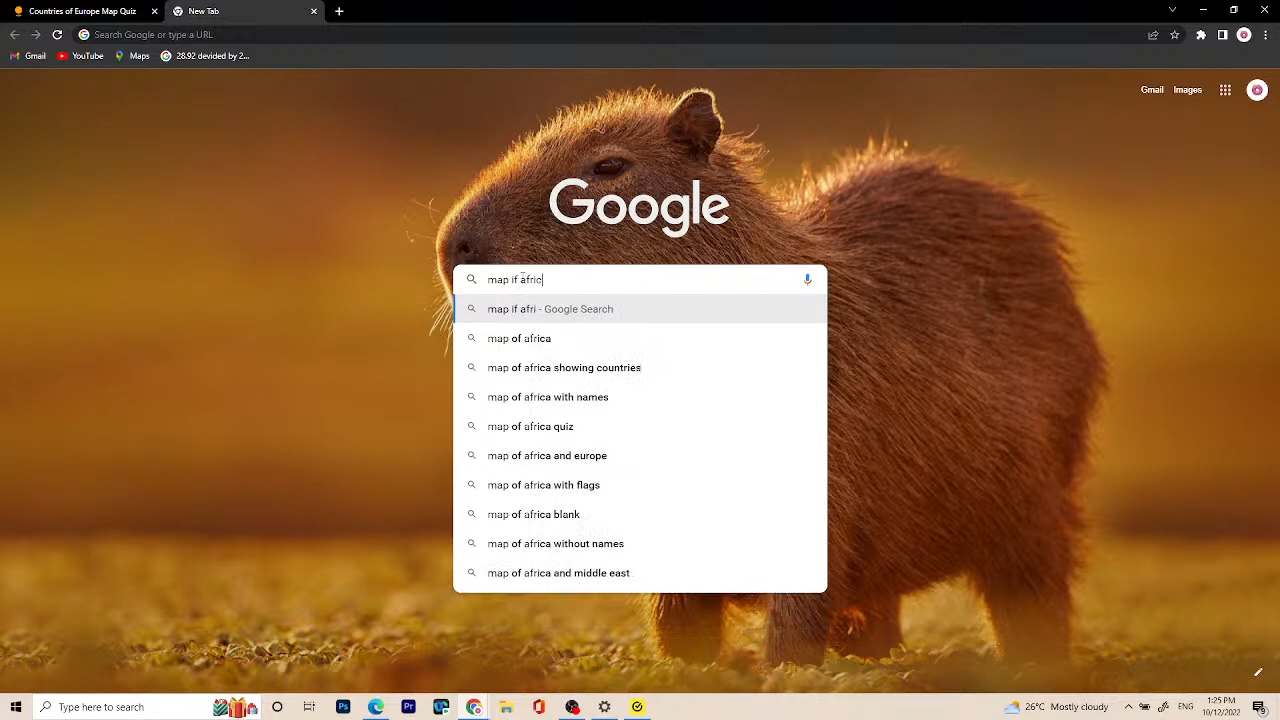 Countries of Europe Map Quiz
New Tab
Search Google or type a URL
Gmail
YouTube
Maps
28.92 devided by 2...
Gmail
Images
Google
map if afric
map if afri - Google Search
map of africa
map of africa showing countries
map of africa with names
map of africa quiz
map of africa and europe
map of africa with flags
map of africa blank
map of africa without names
map of africa and middle east
Type here to search
Ps
Pr
26°C Mostly cloudy
ENG
1:25 PM
10/12/2022